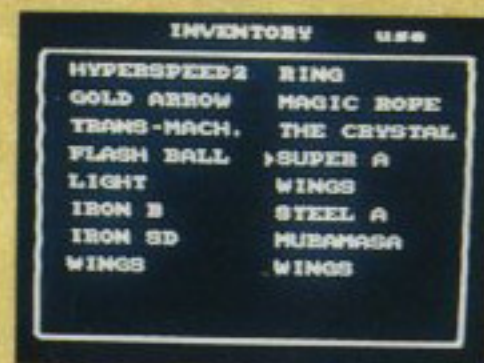 INVENTORY use
HYPERSPEED2 RING
GOLD ARROW MAGIC ROPE
TRANS-MACH. THE CRYSTAL
FLASH BALL SUPER A
LIGHT WINGS
IRON B STEEL A
IRON SD MURAMASA
WINGS WINGS